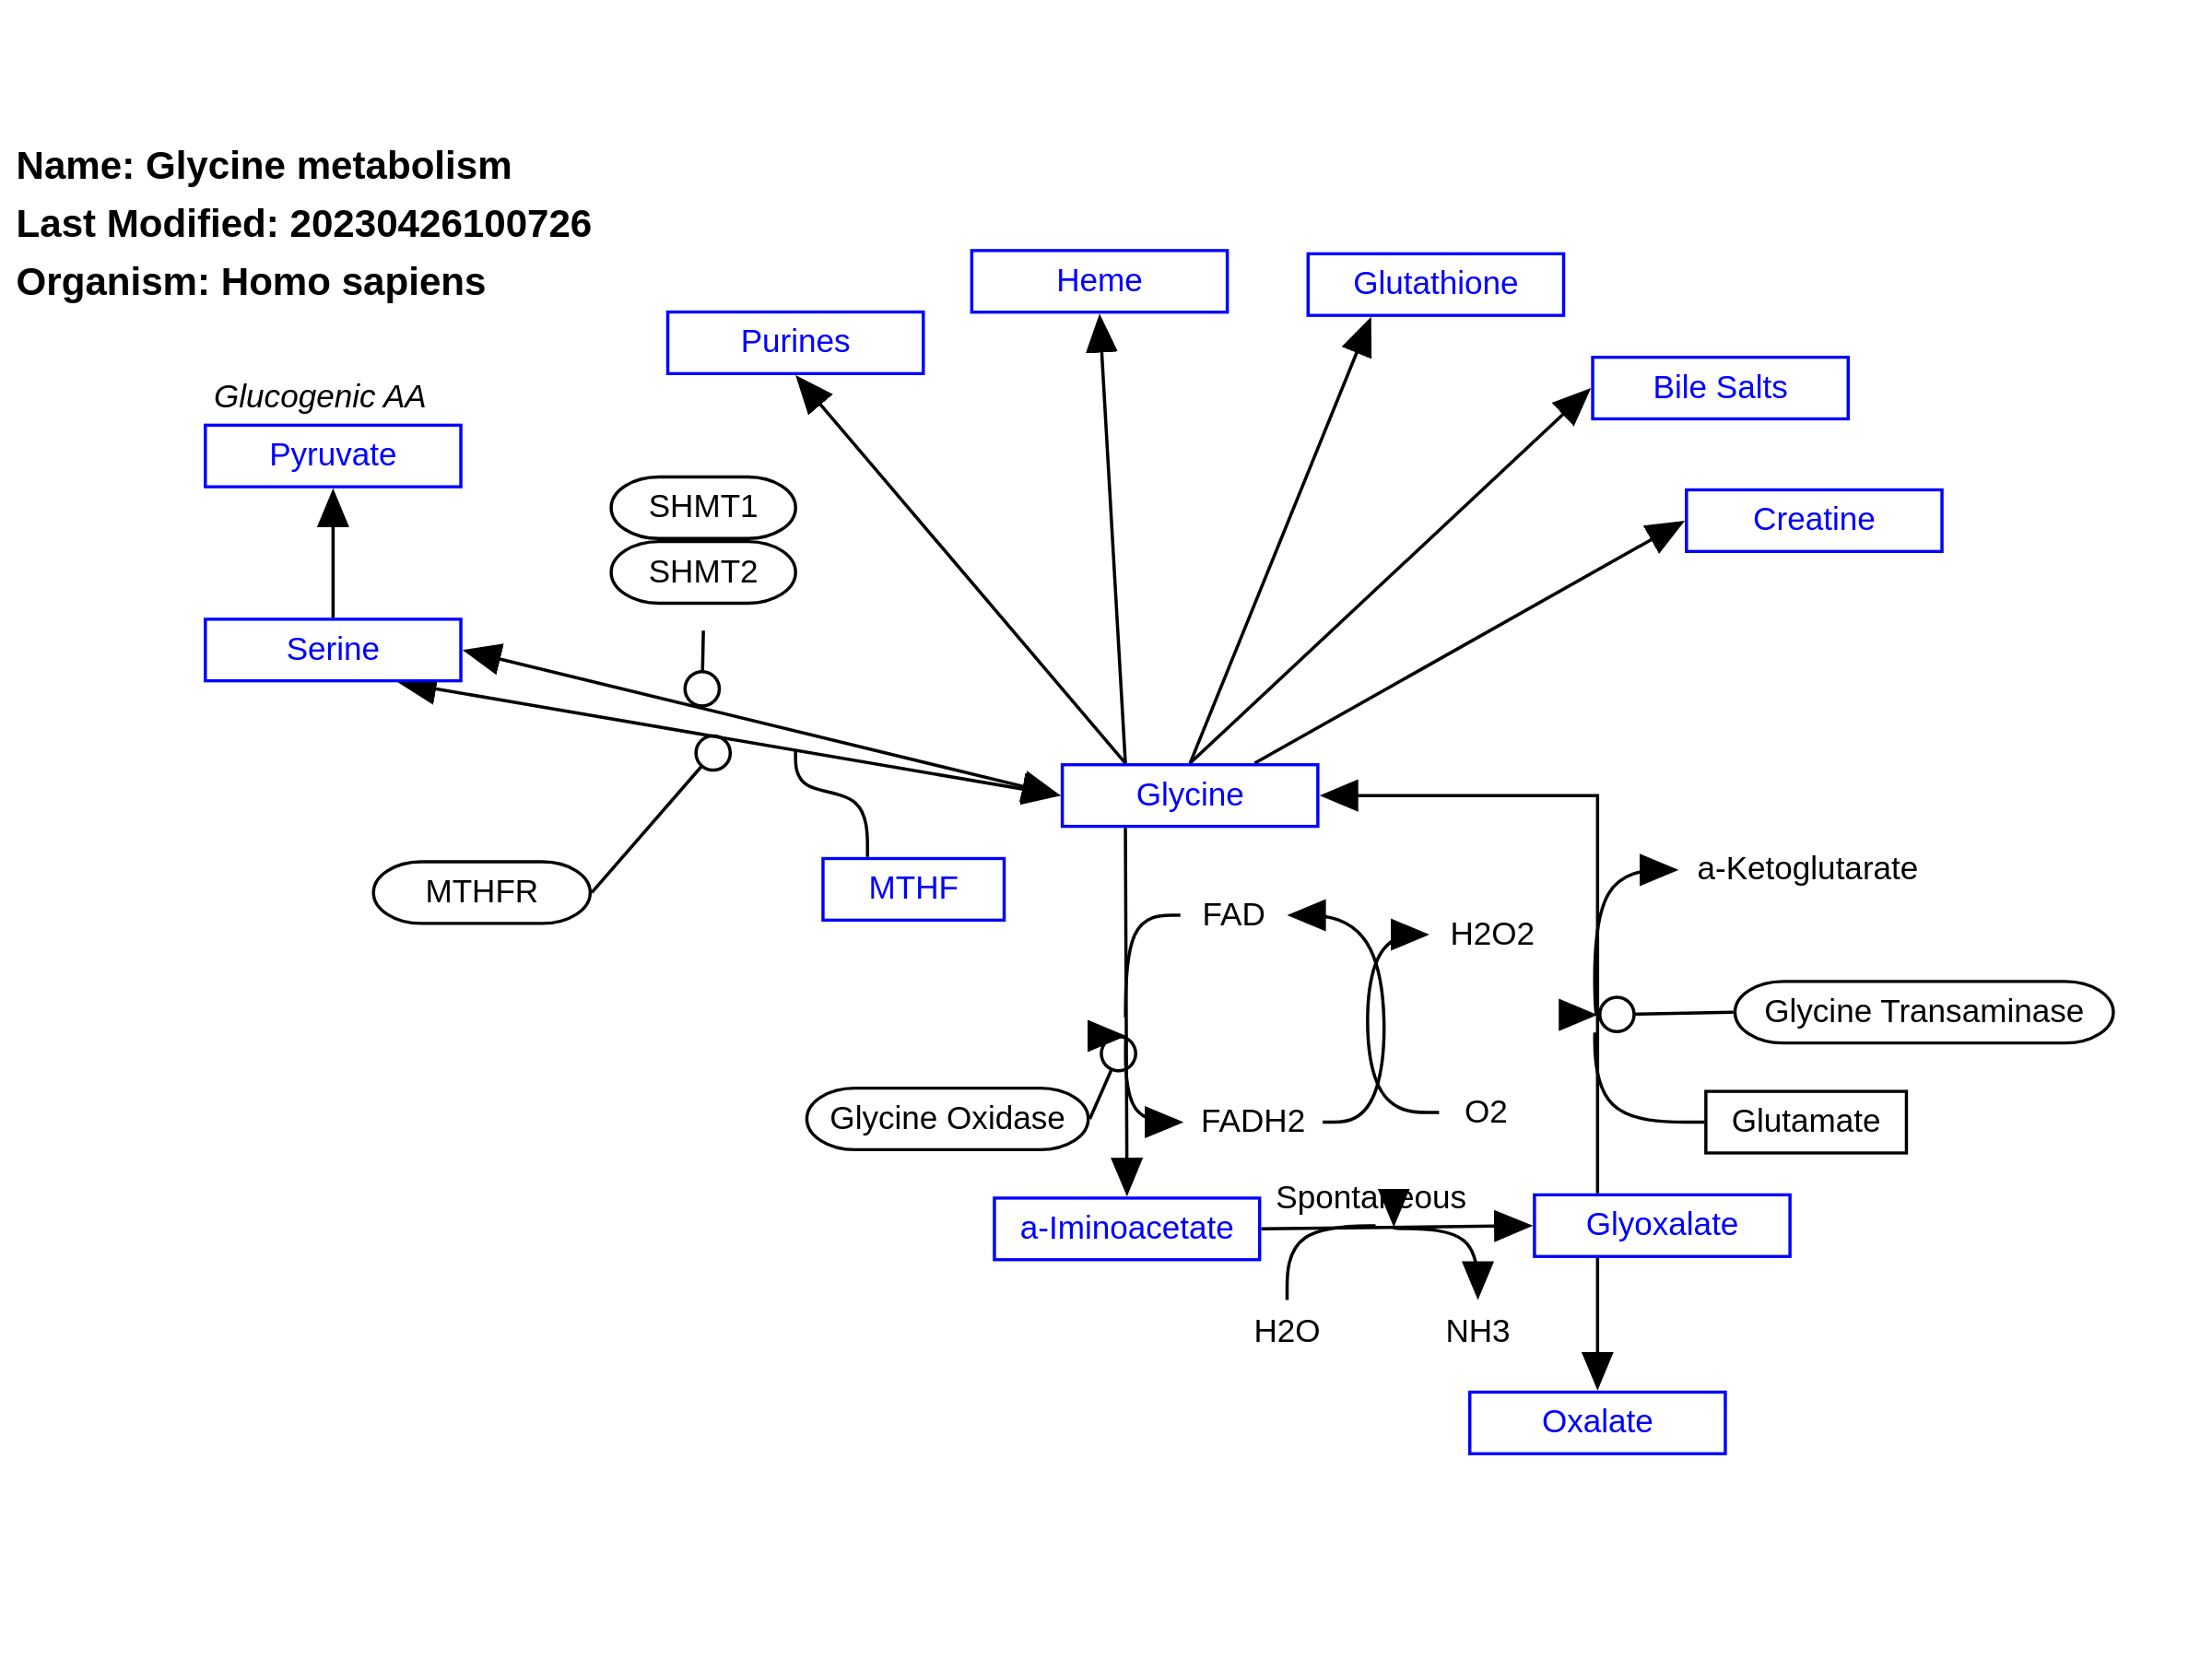 Name: Glycine metabolism
Last Modified: 20230426100726
Organism: Homo sapiens
Heme
Glutathione
Purines
Bile Salts
Glucogenic AA
Pyruvate
SHMT1
Creatine
SHMT2
Serine
Glycine
a-Ketoglutarate
MTHFR
MTHF
FAD
H2O2
Glycine Transaminase
Glycine Oxidase
FADH2
O2
Glutamate
Spontaneous
a-Iminoacetate
Glyoxalate
H2O
NH3
Oxalate